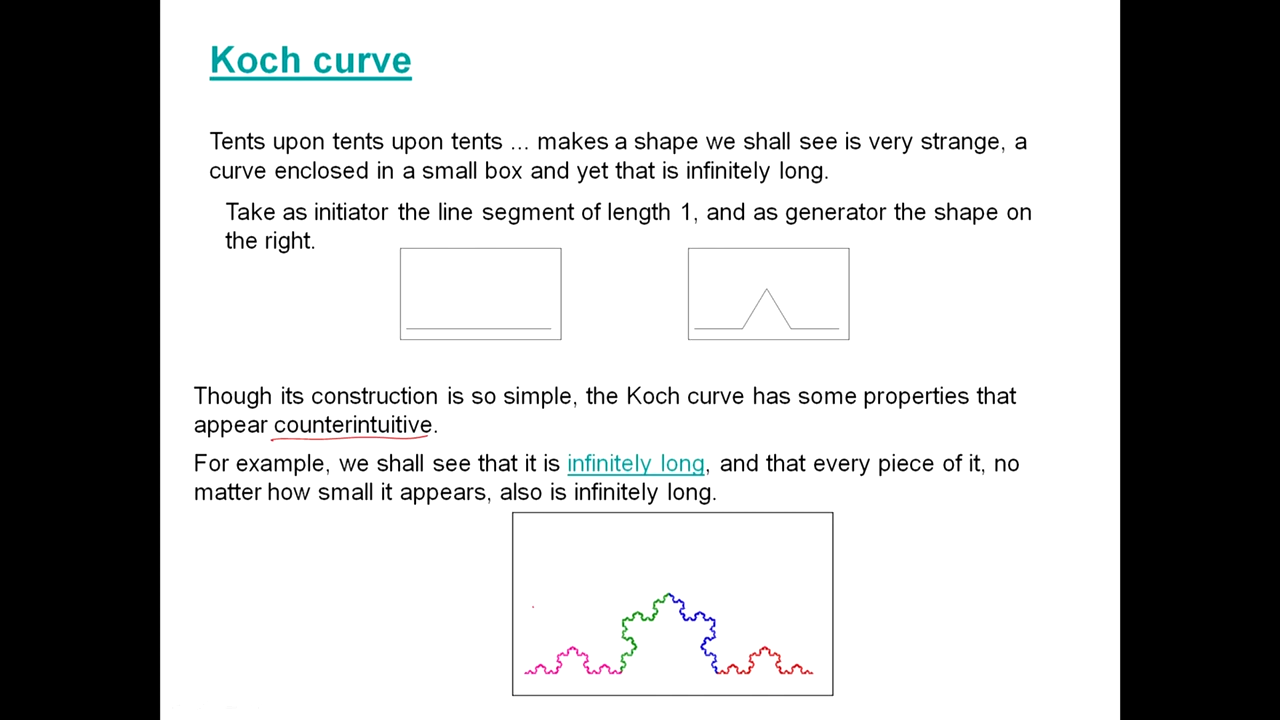 Koch curve
Tents upon tents upon tents ... makes a shape we shall see is very strange, a
curve enclosed in a small box and yet that is infinitely long.
Take as initiator the line segment of length 1, and as generator the shape on
the right.
Though its construction is so simple, the Koch curve has some properties that
appear counterintuitive.
For example, we shall see that it is infinitely long, and that every piece of it, no
matter how small it appears, also is infinitely long.